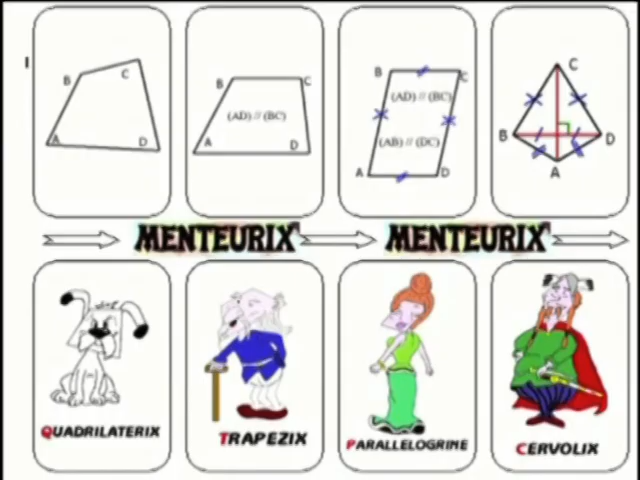 I
B
C
A
D
B
C
(AD) // (BC)
A
D
B
C
(AD) // (BC)
(AB) // (DC)
A
D
C
B
D
A
MENTEURIX
MENTEURIX
QUADRILATERIX
TRAPEZIX
PARALLELOGRINE
CERVOLIX